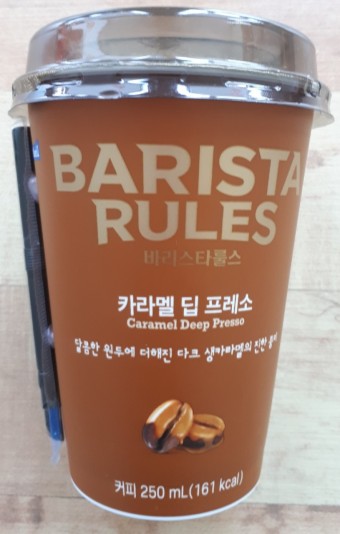 BARISTA
RULES
바리스타룰스
카라멜 딥 프레소
Caramel Deep Presso
달콤한 원두에 더해진 다크 생카라멜의 진한 풍미
커피 250 mL(161 kcal)